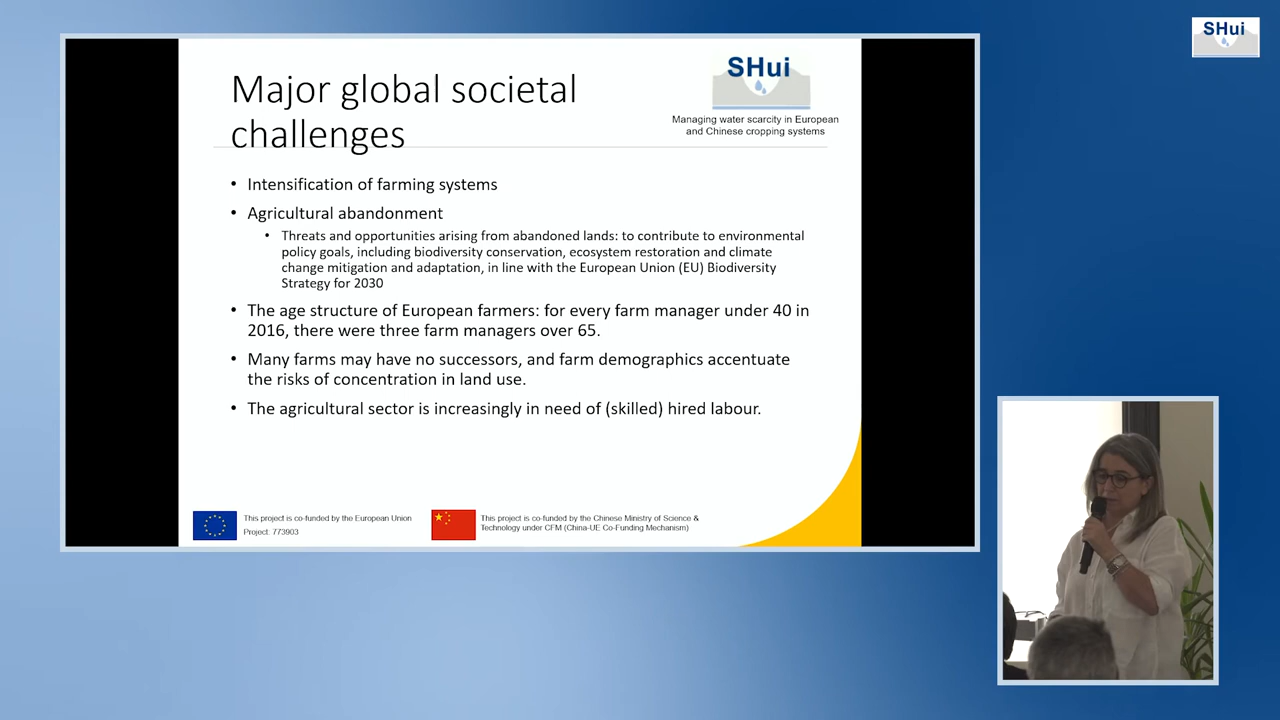 SHui
Major global societal
challenges
SHui
Managing water scarcity in European
and Chinese cropping systems
• Intensification of farming systems
• Agricultural abandonment
• Threats and opportunities arising from abandoned lands: to contribute to environmental
policy goals, including biodiversity conservation, ecosystem restoration and climate
change mitigation and adaptation, in line with the European Union (EU) Biodiversity
Strategy for 2030
• The age structure of European farmers: for every farm manager under 40 in
2016, there were three farm managers over 65.
• Many farms may have no successors, and farm demographics accentuate
the risks of concentration in land use.
• The agricultural sector is increasingly in need of (skilled) hired labour.
This project is co-funded by the European Union
Project: 773903
This project is co-funded by the Chinese Ministry of Science &
Technology under CFM (China-UE Co-Funding Mechanism)